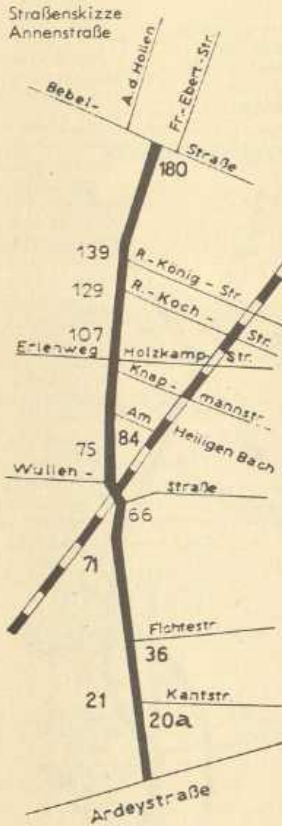 Straßenskizze
Annenstraße
A.d.Hollen
Fr.-Ebert-Str.
Bebel-
Straße
180
139
R.-König-Str.
129
R.-Koch-Str.
107
Erlenweg
Holzkamp-Str.
Knap-mannstr.
Am Heiligen Bach
84
75
Wullen-
straße
66
71
Fichtestr.
36
21
Kantstr.
20a
Ardeystraße